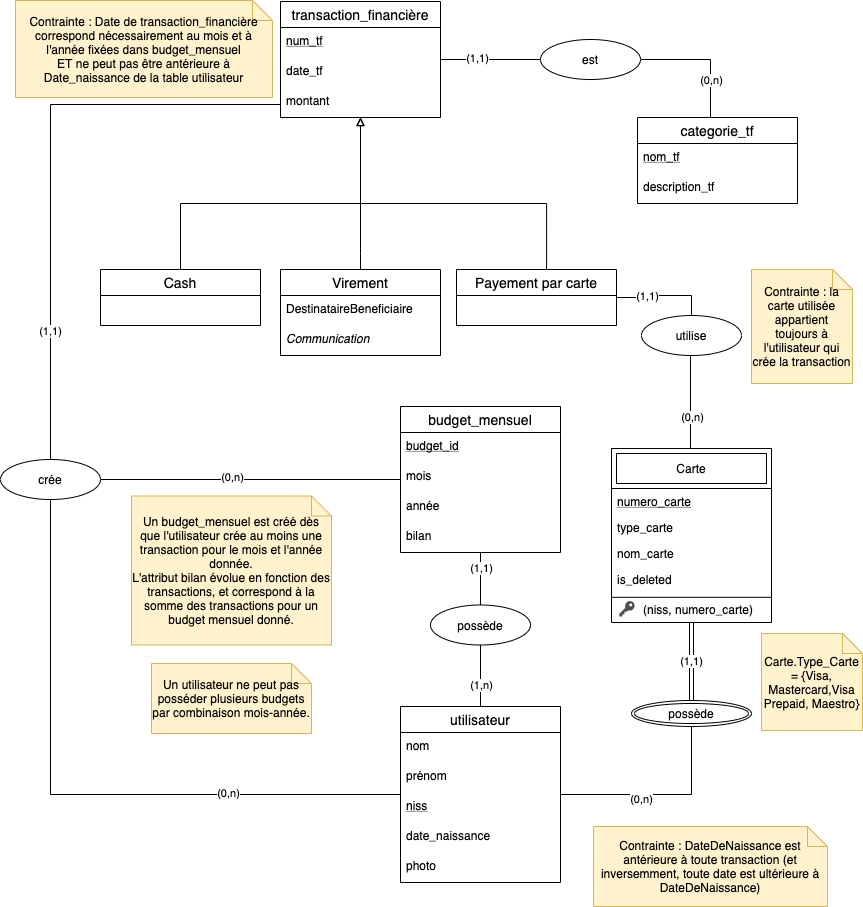 Contrainte : Date de transaction_financière
correspond nécessairement au mois et à
l'année fixées dans budget_mensuel
ET ne peut pas être antérieure à
Date_naissance de la table utilisateur
transaction_financière
num_tf
date_tf
montant
(1,1)
est
(0,n)
categorie_tf
nom_tf
description_tf
Cash
Virement
DestinataireBeneficiaire
Communication
Payement par carte
(1,1)
utilise
Contrainte : la
carte utilisée
appartient
toujours à
l'utilisateur qui
crée la transaction
(1,1)
(0,n)
budget_mensuel
budget_id
mois
année
bilan
Carte
numero_carte
type_carte
nom_carte
is_deleted
(niss, numero_carte)
crée
(0,n)
Un budget_mensuel est créé dès
que l'utilisateur crée au moins une
transaction pour le mois et l'année
donnée.
L'attribut bilan évolue en fonction des
transactions, et correspond à la
somme des transactions pour un
budget mensuel donné.
(1,1)
possède
(1,n)
Un utilisateur ne peut pas
posséder plusieurs budgets
par combinaison mois-année.
(1,1)
possède
Carte.Type_Carte
= {Visa,
Mastercard,Visa
Prepaid, Maestro}
utilisateur
nom
prénom
niss
date_naissance
photo
(0,n)
(0,n)
Contrainte : DateDeNaissance est
antérieure à toute transaction (et
inversemment, toute date est ultérieure à
DateDeNaissance)